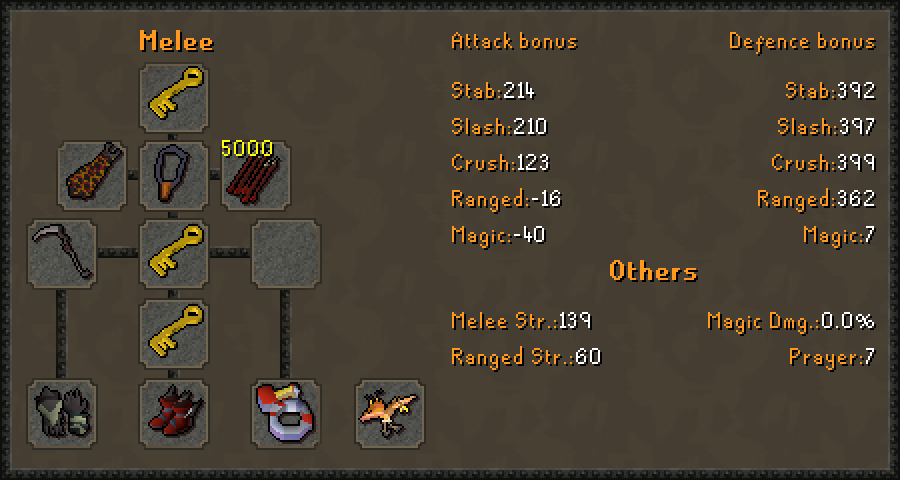 Melee
5000
Attack bonus
Defence bonus
Stab:214
Stab:392
Slash:210
Slash:397
Crush:123
Crush:399
Ranged:-16
Ranged:362
Magic:-40
Magic:7
Others
Melee Str.:139
Magic Dmg.:0.0%
Ranged Str.:60
Prayer:7